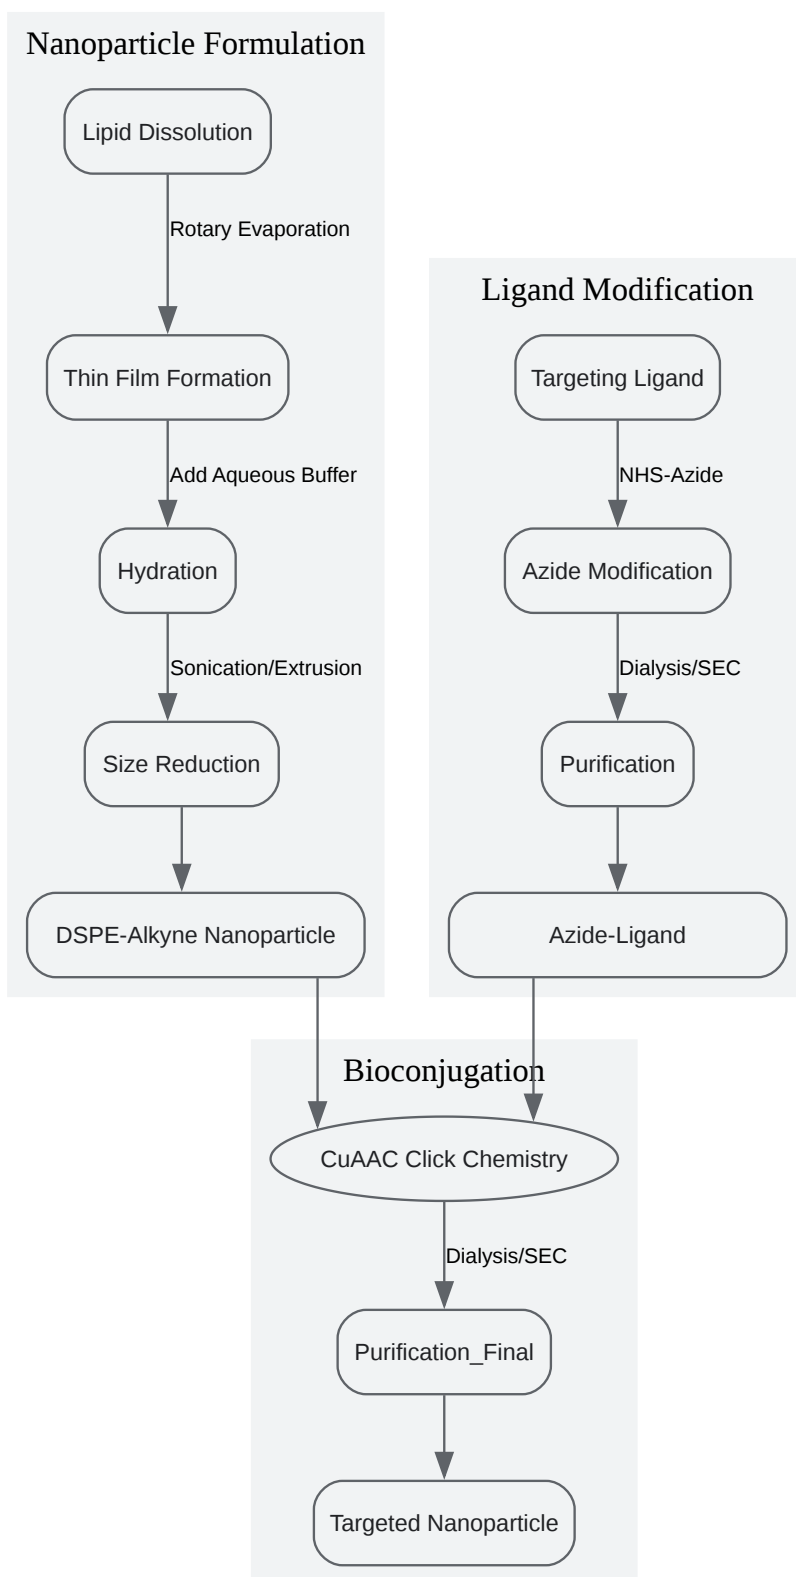 Nanoparticle Formulation
Lipid Dissolution
Rotary Evaporation
Thin Film Formation
Add Aqueous Buffer
Hydration
Sonication/Extrusion
Size Reduction
DSPE-Alkyne Nanoparticle
Ligand Modification
Targeting Ligand
NHS-Azide
Azide Modification
Dialysis/SEC
Purification
Azide-Ligand
Bioconjugation
CuAAC Click Chemistry
Dialysis/SEC
Purification_Final
Targeted Nanoparticle